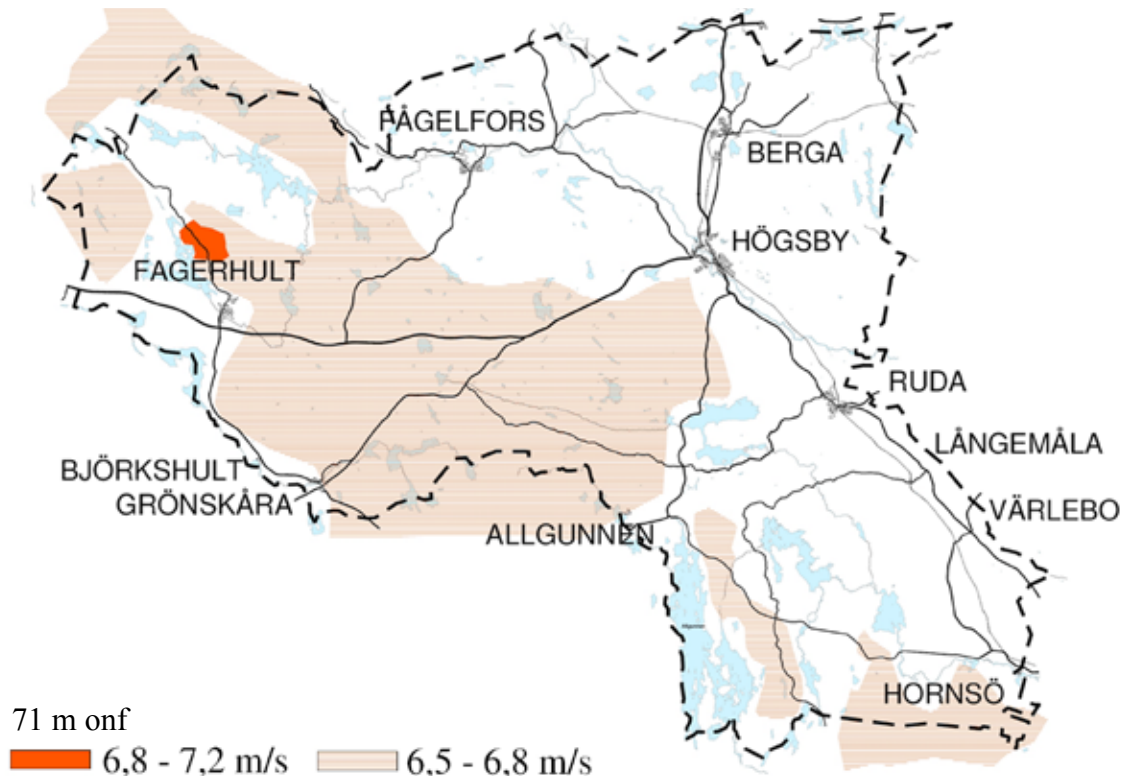 FÅGELFORS
BERGA
HÖGSBY
FAGERHULT
RUDA
LÅNGEMÅLA
BJÖRKSHULT
GRÖNSKÅRA
VÄRLEBO
ALLGUNNEN
HORNSÖ
71 m onf
6,8 - 7,2 m/s 6,5 - 6,8 m/s